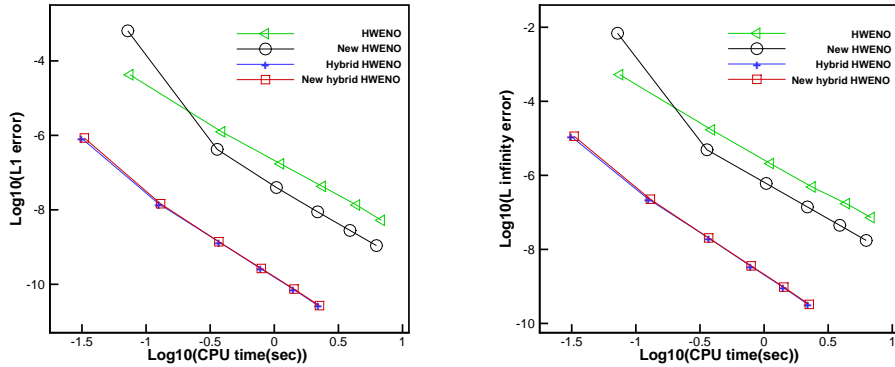 HWENO
New HWENO
Hybrid HWENO
New hybrid HWENO
-4
-6
-8
-10
Log10(L1 error)
-1.5
-1
-0.5
0
0.5
1
Log10(CPU time(sec))
HWENO
New HWENO
Hybrid HWENO
New hybrid HWENO
-2
-4
-6
-8
-10
Log10(L infinity error)
-1.5
-1
-0.5
0
0.5
1
Log10(CPU time(sec))